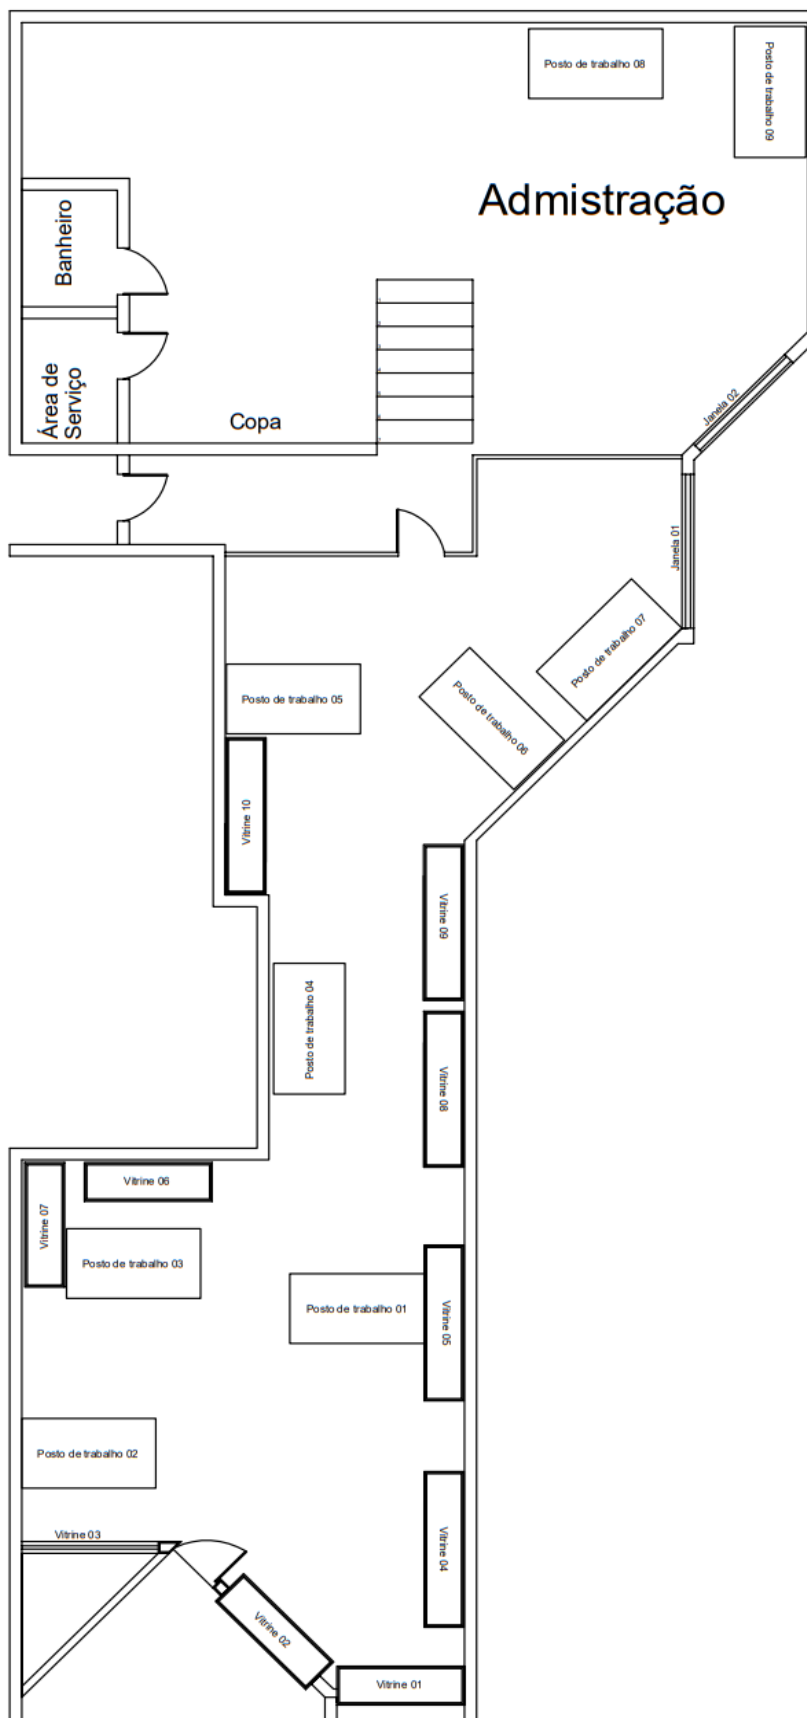 Posto de trabalho 08
Posto de
trabalho 09
Admistração
Banheiro
Área de
Serviço
Copa
Janela 02
Janela 01
Posto de trabalho 07
Posto de trabalho 06
Posto de trabalho 05
Vitrine 10
Vitrine 09
Posto de trabalho 04
Vitrine 08
Vitrine 06
Vitrine 07
Posto de trabalho 03
Posto de trabalho 01
Vitrine 05
Posto de trabalho 02
Vitrine 03
Vitrine 04
Vitrine 02
Vitrine 01